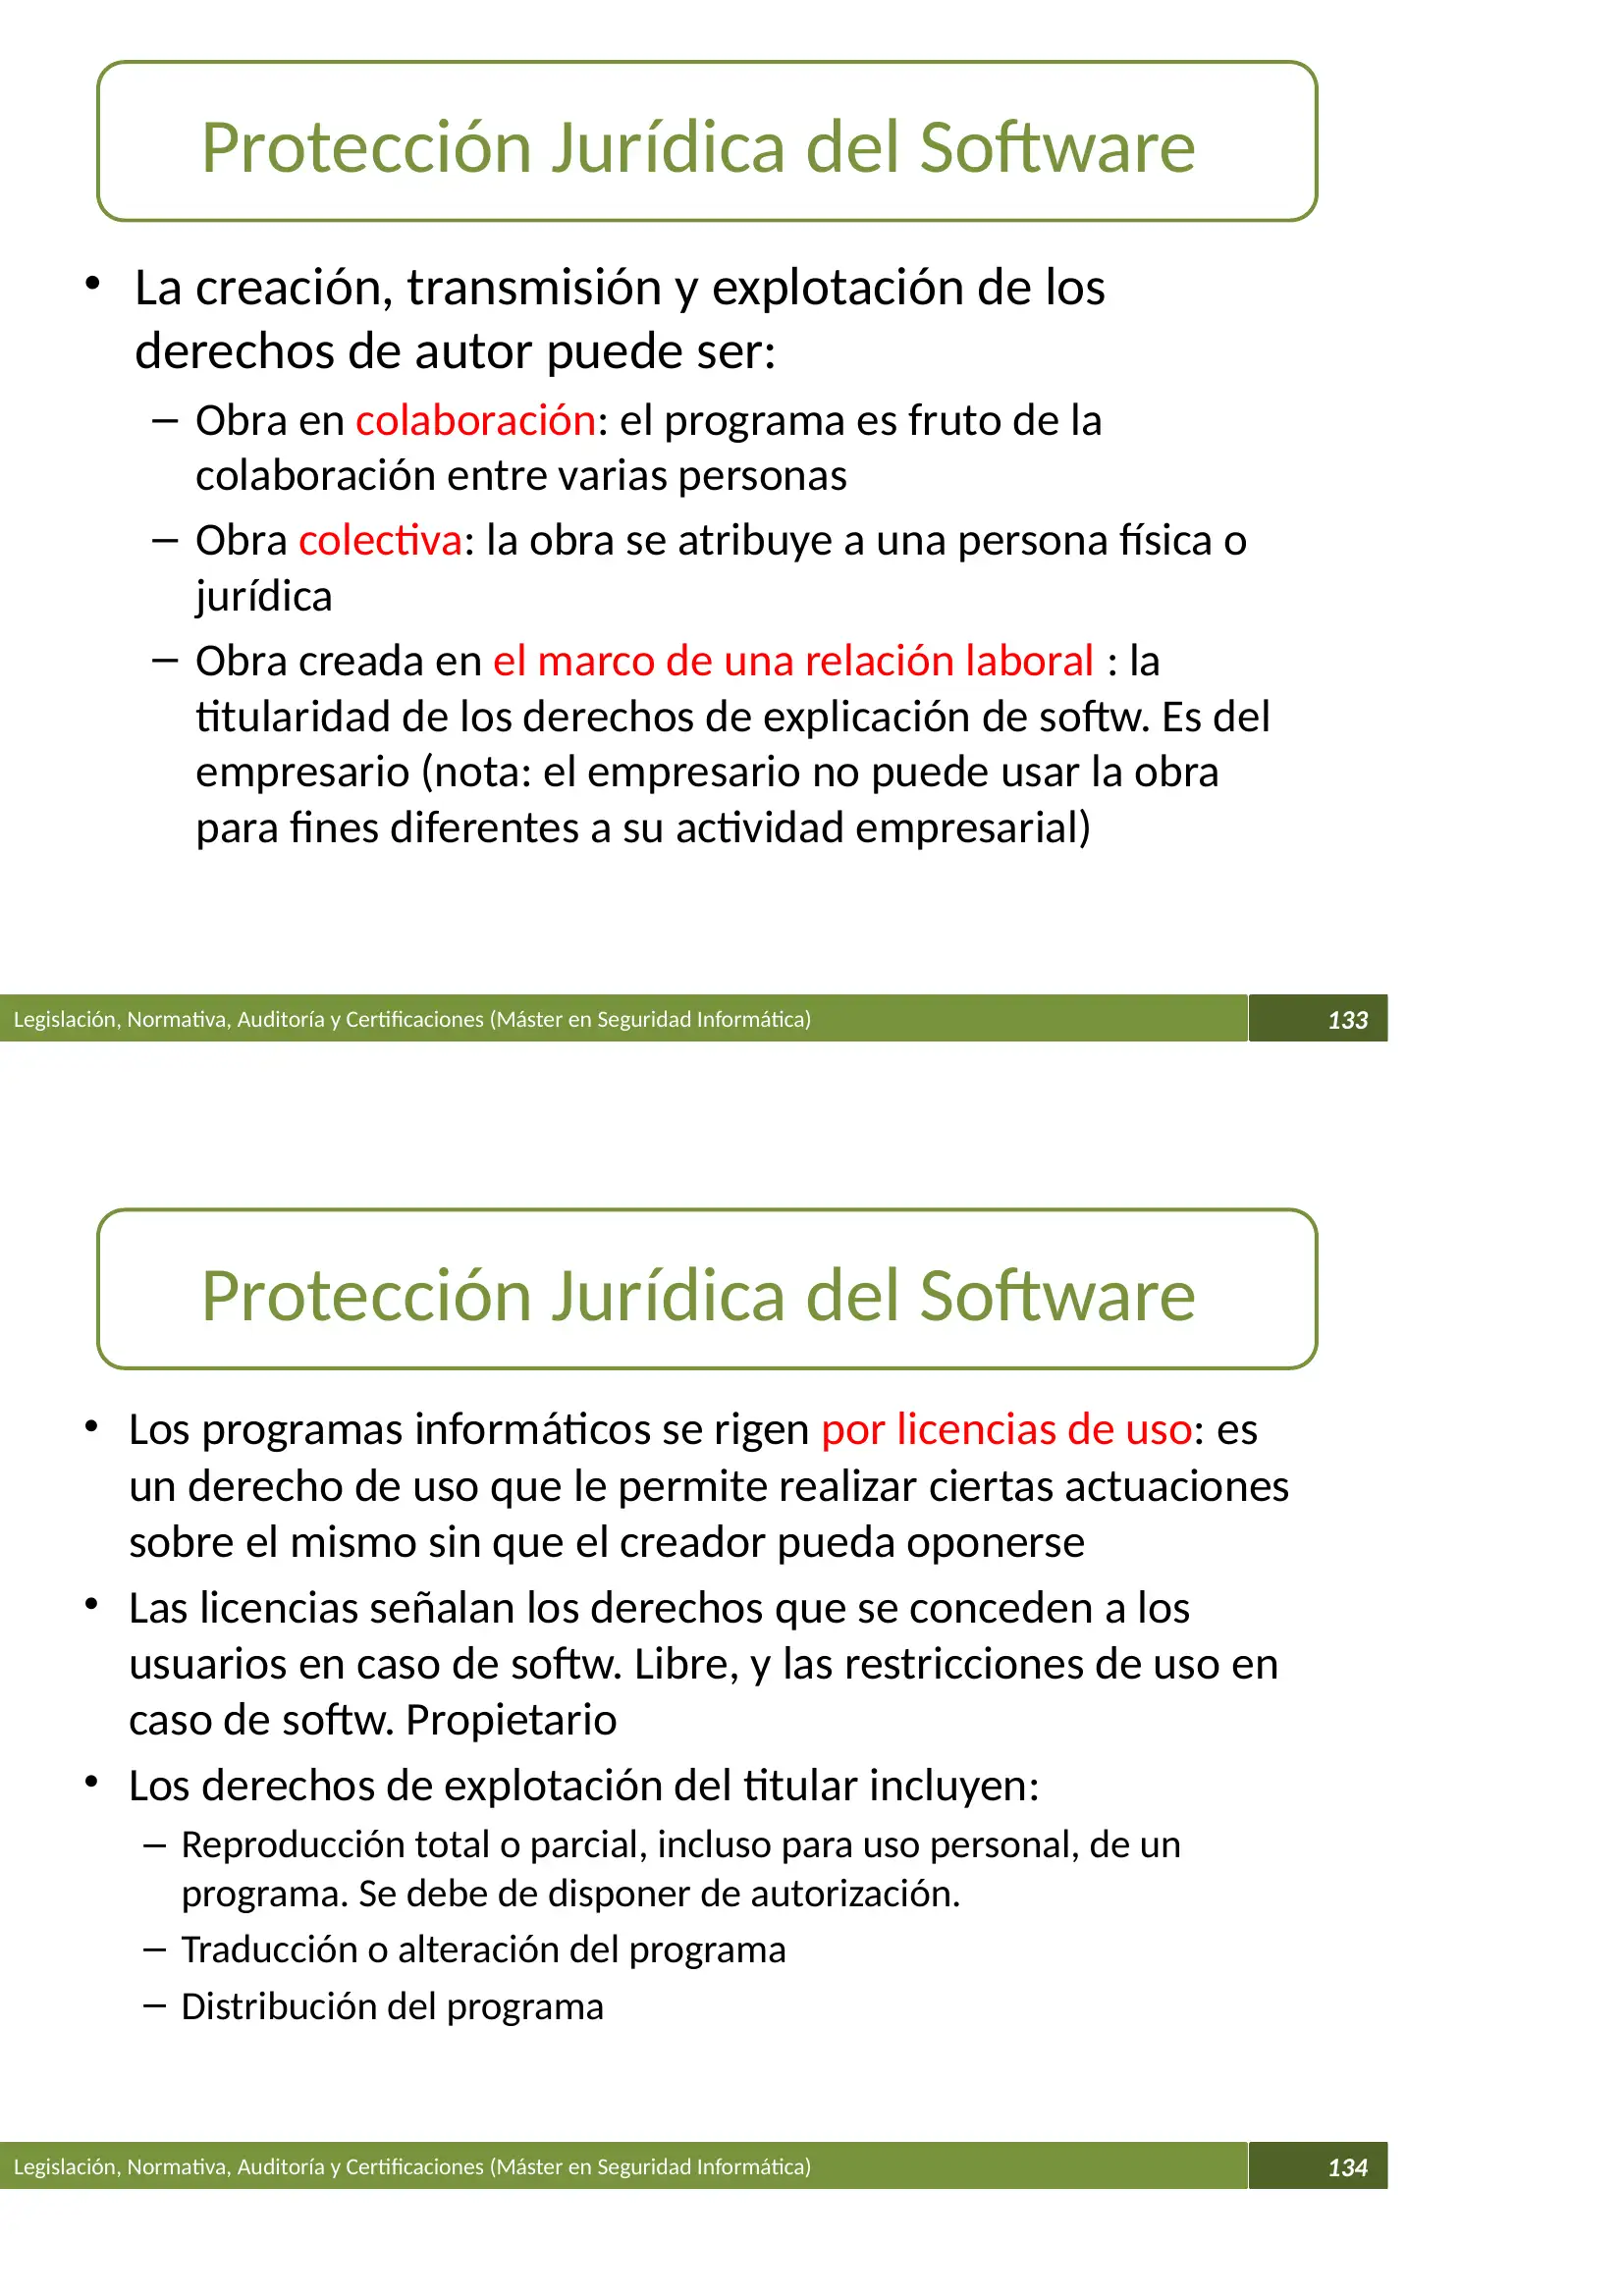 Protección Jurídica del Software
• La creación, transmisión y explotación de los
derechos de autor puede ser:
– Obra en colaboración: el programa es fruto de la
colaboración entre varias personas
– Obra colectiva: la obra se atribuye a una persona física o
jurídica
– Obra creada en el marco de una relación laboral : la
titularidad de los derechos de explicación de softw. Es del
empresario (nota: el empresario no puede usar la obra
para fines diferentes a su actividad empresarial)
Legislación, Normativa, Auditoría y Certificaciones (Máster en Seguridad Informática) 133
Protección Jurídica del Software
• Los programas informáticos se rigen por licencias de uso: es
un derecho de uso que le permite realizar ciertas actuaciones
sobre el mismo sin que el creador pueda oponerse
• Las licencias señalan los derechos que se conceden a los
usuarios en caso de softw. Libre, y las restricciones de uso en
caso de softw. Propietario
• Los derechos de explotación del titular incluyen:
– Reproducción total o parcial, incluso para uso personal, de un
programa. Se debe de disponer de autorización.
– Traducción o alteración del programa
– Distribución del programa
Legislación, Normativa, Auditoría y Certificaciones (Máster en Seguridad Informática) 134